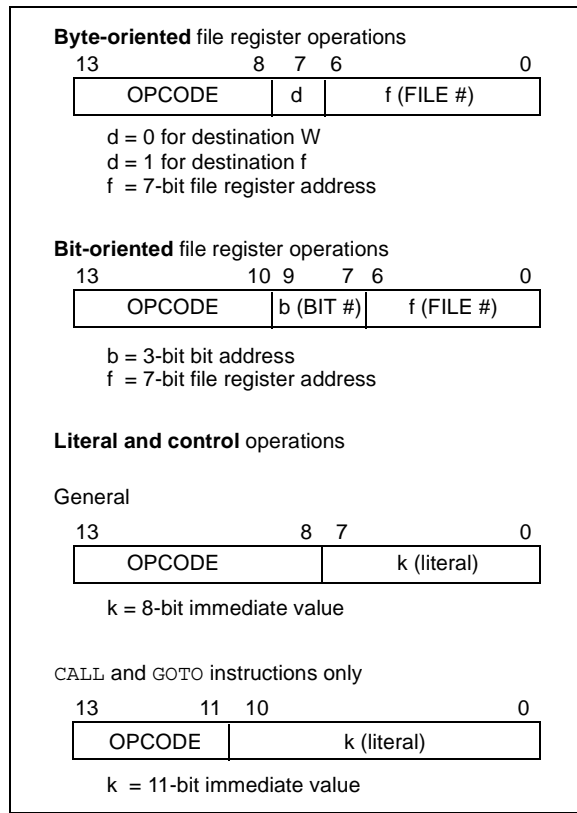 Byte-oriented file register operations
13 8 7 6 0
OPCODE d f (FILE #)
d = 0 for destination W
d = 1 for destination f
f = 7-bit file register address
Bit-oriented file register operations
13 10 9 7 6 0
OPCODE b (BIT #) f (FILE #)
b = 3-bit bit address
f = 7-bit file register address
Literal and control operations
General
13 8 7 0
OPCODE k (literal)
k = 8-bit immediate value
CALL and GOTO instructions only
13 11 10 0
OPCODE k (literal)
k = 11-bit immediate value